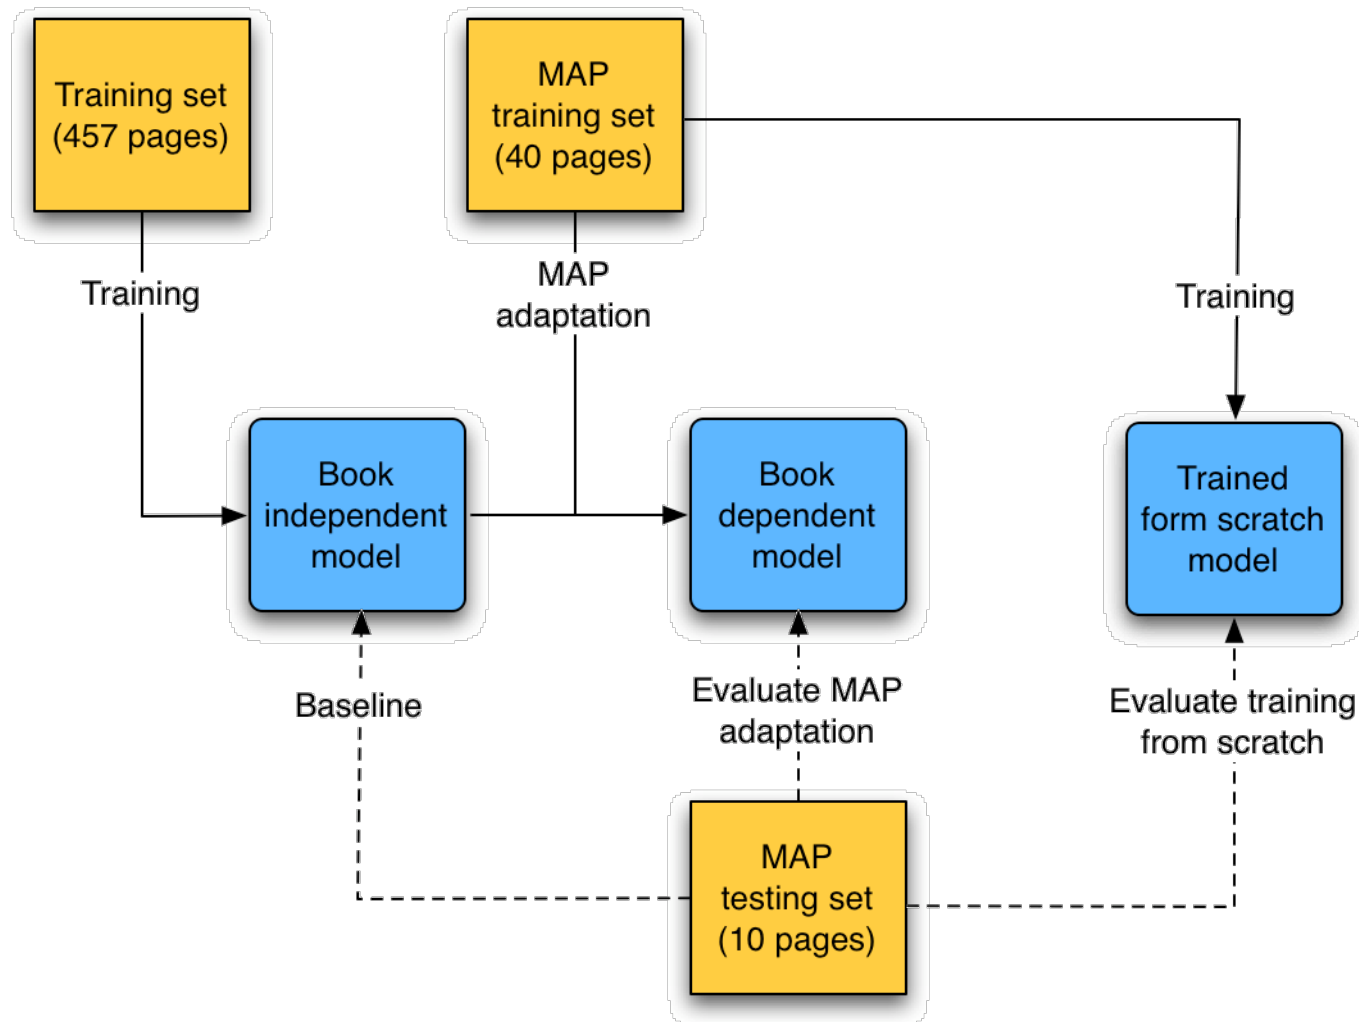 Training set
(457 pages)
MAP
training set
(40 pages)
Training
MAP
adaptation
Training
Book
independent
model
Book
dependent
model
Trained
form scratch
model
Baseline
Evaluate MAP
adaptation
Evaluate training
from scratch
MAP
testing set
(10 pages)